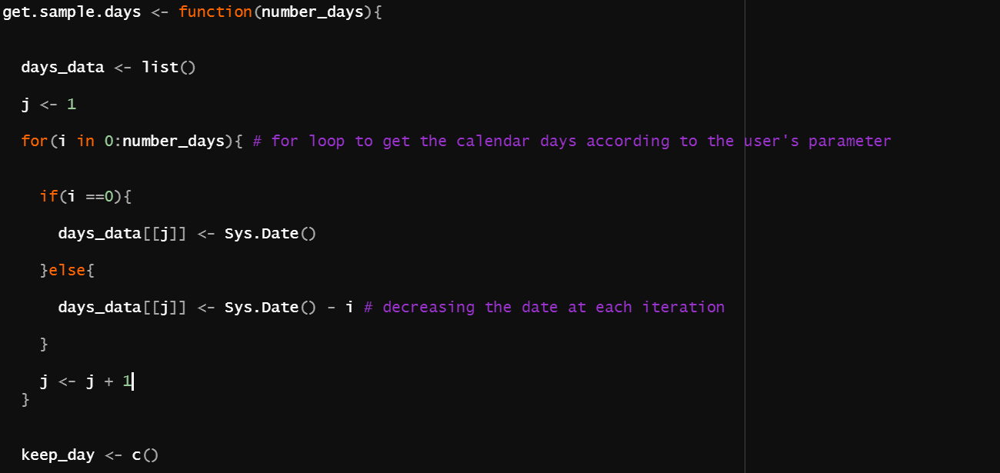 get.sample.days <- function(number_days){
days_data <- list()
j <- 1
for(i in 0:number_days){ # for loop to get the calendar days according to the user's parameter
if(i ==0){
days_data[[j]] <- Sys.Date()
}else{
days_data[[j]] <- Sys.Date() - i # decreasing the date at each iteration
}
j <- j + 1
}
keep_day <- c()